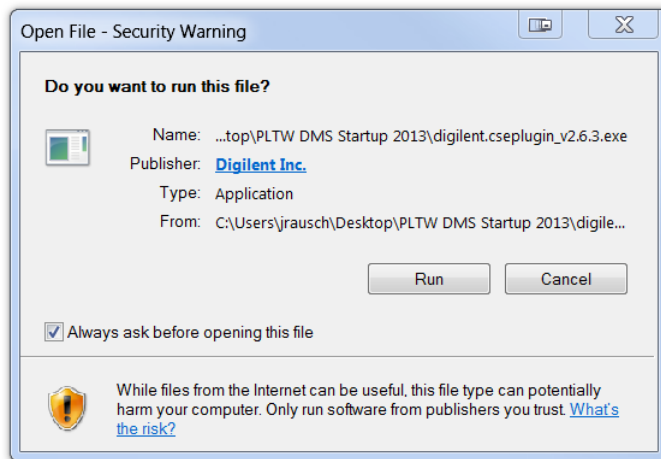 Open File - Security Warning
Do you want to run this file?
Name: ...top\PLTW DMS Startup 2013\digilent.cseplugin_v2.6.3.exe
Publisher: Digilent Inc.
Type: Application
From: C:\Users\jrausch\Desktop\PLTW DMS Startup 2013\digile...
Run Cancel
Always ask before opening this file
While files from the Internet can be useful, this file type can potentially
harm your computer. Only run software from publishers you trust. What's
the risk?